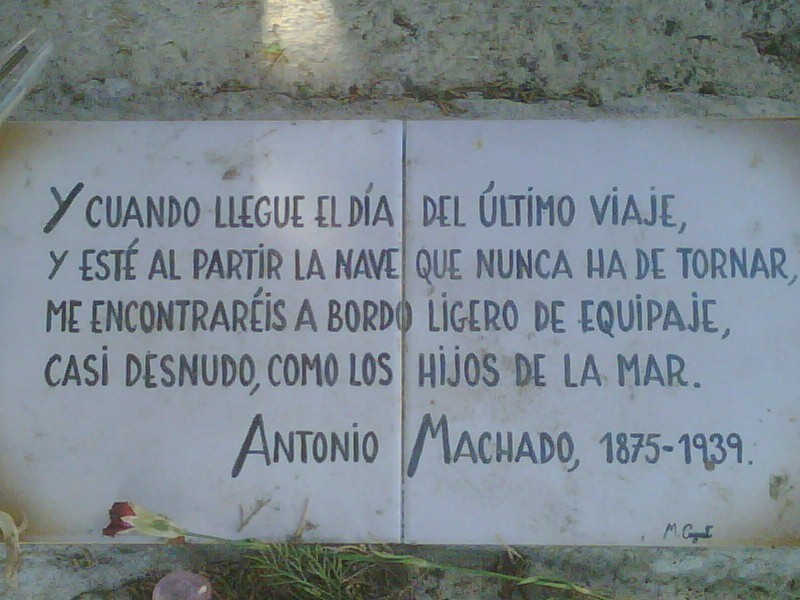 Y CUANDO LLEGUE EL DÍA DEL ÚLTIMO VIAJE,
Y ESTÉ AL PARTIR LA NAVE QUE NUNCA HA DE TORNAR,
ME ENCONTRARÉIS A BORDO LIGERO DE EQUIPAJE,
CASI DESNUDO, COMO LOS HIJOS DE LA MAR.
ANTONIO MACHADO, 1875-1939.
M.